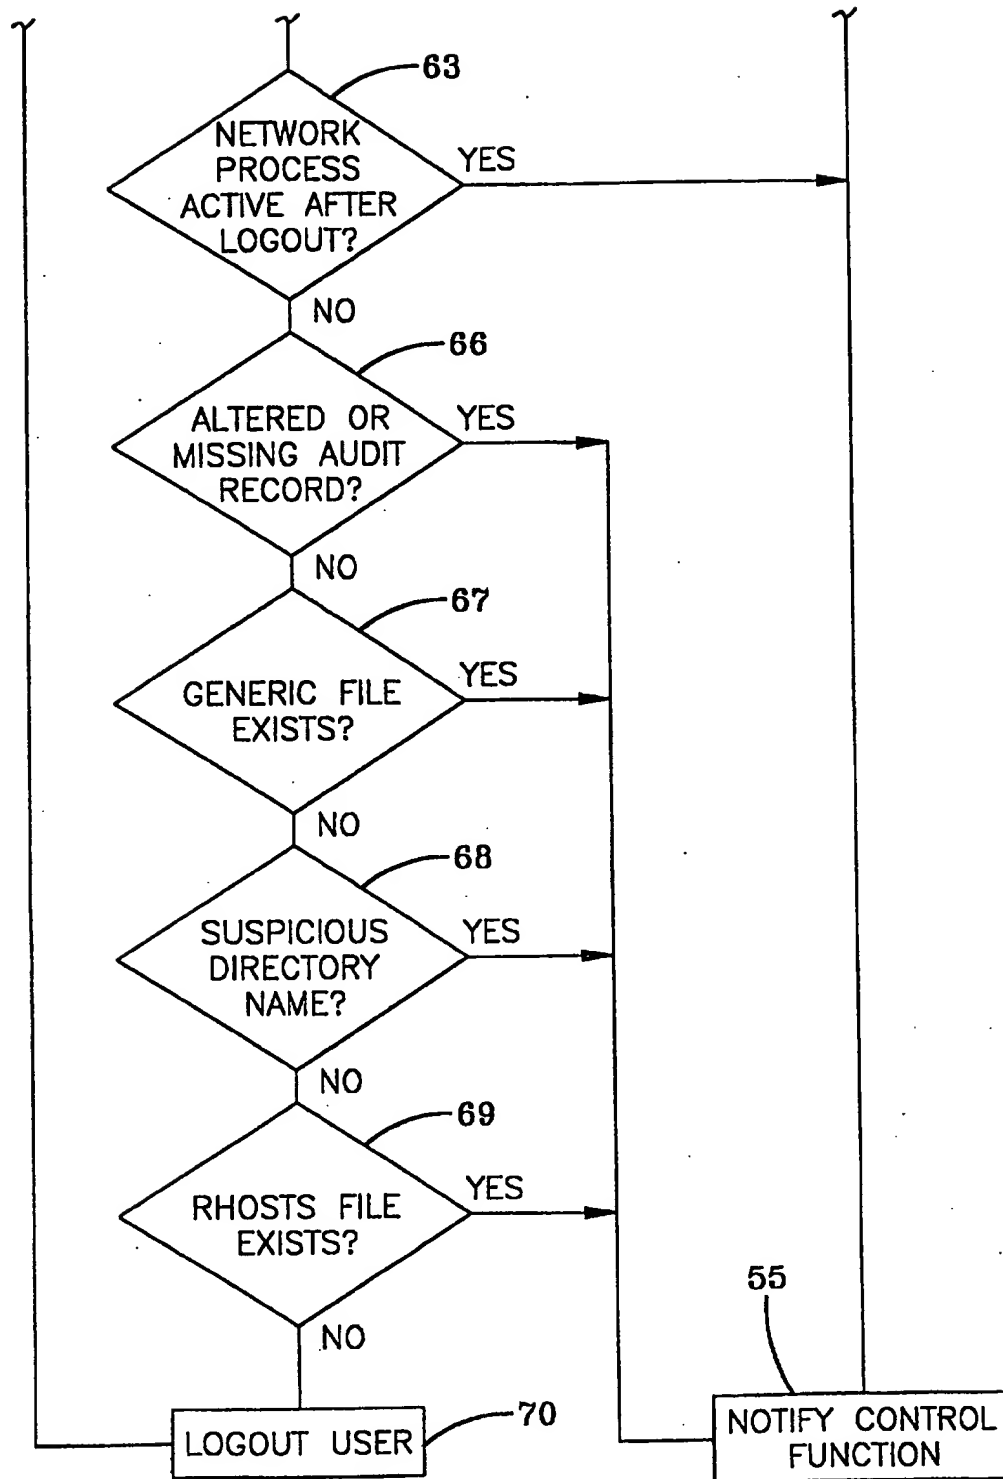 63
NETWORK
PROCESS
ACTIVE AFTER
LOGOUT?
YES
NO
66
ALTERED OR
MISSING AUDIT
RECORD?
YES
NO
67
GENERIC FILE
EXISTS?
YES
NO
68
SUSPICIOUS
DIRECTORY
NAME?
YES
NO
69
RHOSTS FILE
EXISTS?
YES
NO
70
LOGOUT USER
55
NOTIFY CONTROL
FUNCTION